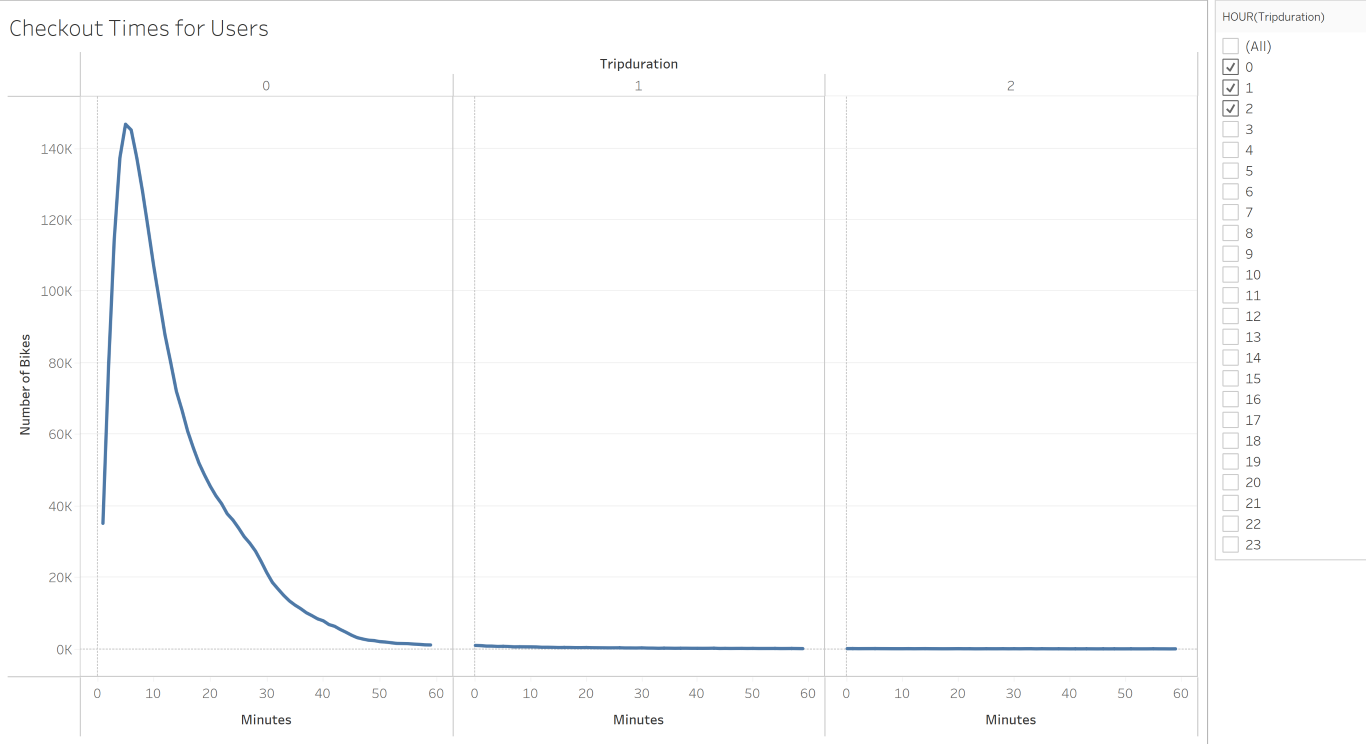 Checkout Times for Users
Tripduration
0 1 2
140K
120K
100K
80K
60K
40K
20K
0K
Number of Bikes
0 10 20 30 40 50 60 0 10 20 30 40 50 60 0 10 20 30 40 50 60
Minutes Minutes Minutes
HOUR(Tripduration)
(All)
0
1
2
3
4
5
6
7
8
9
10
11
12
13
14
15
16
17
18
19
20
21
22
23